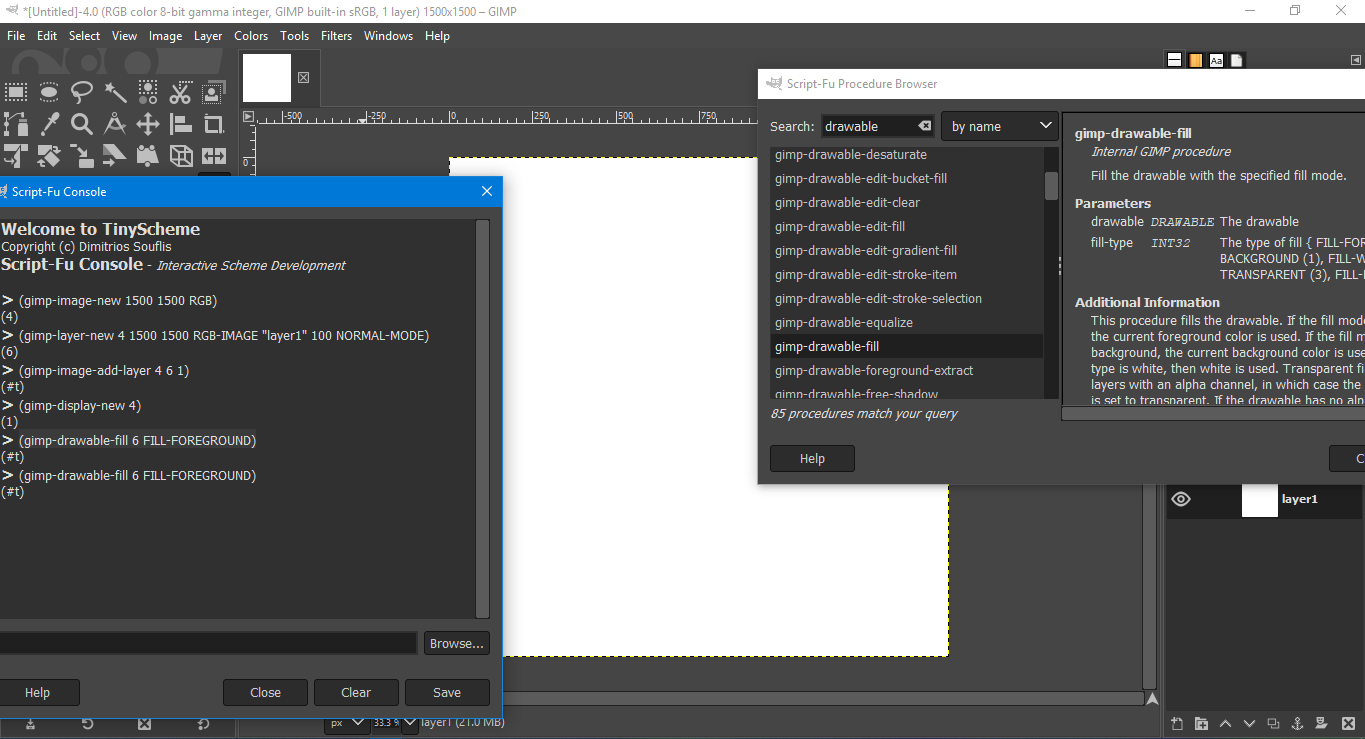 *[Untitled]-4.0 (RGB color 8-bit gamma integer, GIMP built-in sRGB, 1 layer) 1500x1500 – GIMP
File Edit Select View Image Layer Colors Tools Filters Windows Help
-500 -250 0 250 500 750
0
Script-Fu Console
Welcome to TinyScheme
Copyright (c) Dimitrios Souflis
Script-Fu Console - Interactive Scheme Development
> (gimp-image-new 1500 1500 RGB)
(4)
> (gimp-layer-new 4 1500 1500 RGB-IMAGE "layer1" 100 NORMAL-MODE)
(6)
> (gimp-image-add-layer 4 6 1)
(#t)
> (gimp-display-new 4)
(1)
> (gimp-drawable-fill 6 FILL-FOREGROUND)
(#t)
> (gimp-drawable-fill 6 FILL-FOREGROUND)
(#t)
Browse...
Help Close Clear Save
px 33.3 % layer1 (21.0 MB)
Script-Fu Procedure Browser
Search: drawable by name
gimp-drawable-desaturate
gimp-drawable-edit-bucket-fill
gimp-drawable-edit-clear
gimp-drawable-edit-fill
gimp-drawable-edit-gradient-fill
gimp-drawable-edit-stroke-item
gimp-drawable-edit-stroke-selection
gimp-drawable-equalize
gimp-drawable-fill
gimp-drawable-foreground-extract
gimp-drawable-free-shadow
85 procedures match your query
Help C
gimp-drawable-fill
Internal GIMP procedure
Fill the drawable with the specified fill mode.
Parameters
drawable DRAWABLE The drawable
fill-type INT32 The type of fill { FILL-FOR
BACKGROUND (1), FILL-W
TRANSPARENT (3), FILL-
Additional Information
This procedure fills the drawable. If the fill mod
the current foreground color is used. If the fill m
background, the current background color is use
type is white, then white is used. Transparent fi
layers with an alpha channel, in which case the
is set to transparent. If the drawable has no alp
Aa
layer1